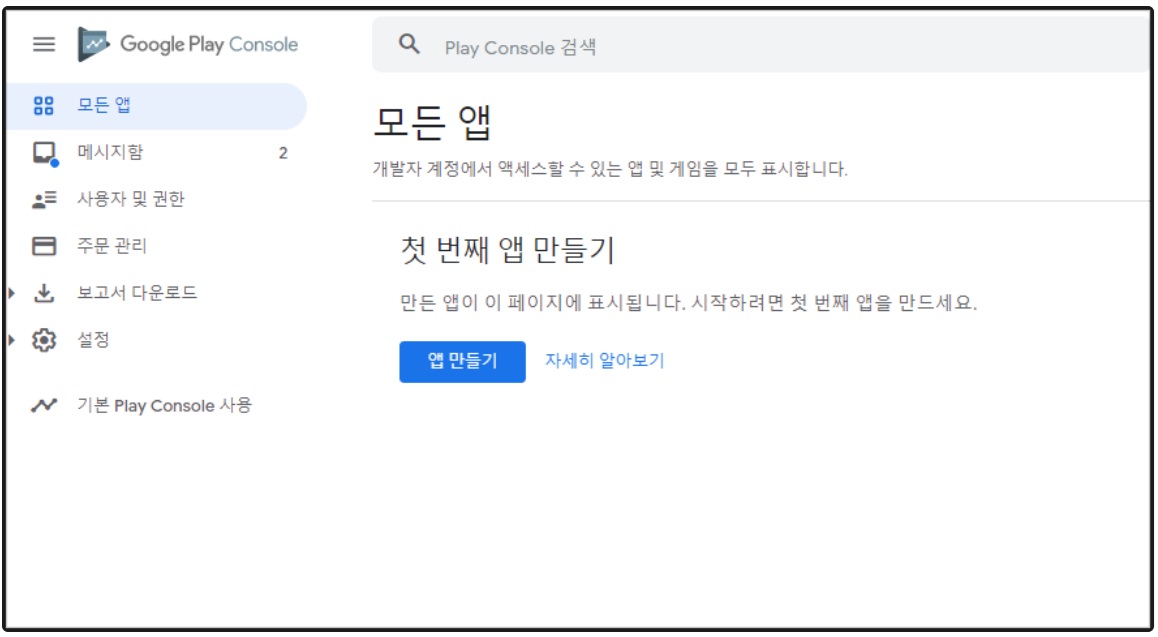 Google Play Console
Play Console 검색
모든 앱
메시지함 2
사용자 및 권한
주문 관리
보고서 다운로드
설정
기본 Play Console 사용
모든 앱
개발자 계정에서 액세스할 수 있는 앱 및 게임을 모두 표시합니다.
첫 번째 앱 만들기
만든 앱이 이 페이지에 표시됩니다. 시작하려면 첫 번째 앱을 만드세요.
앱 만들기 자세히 알아보기